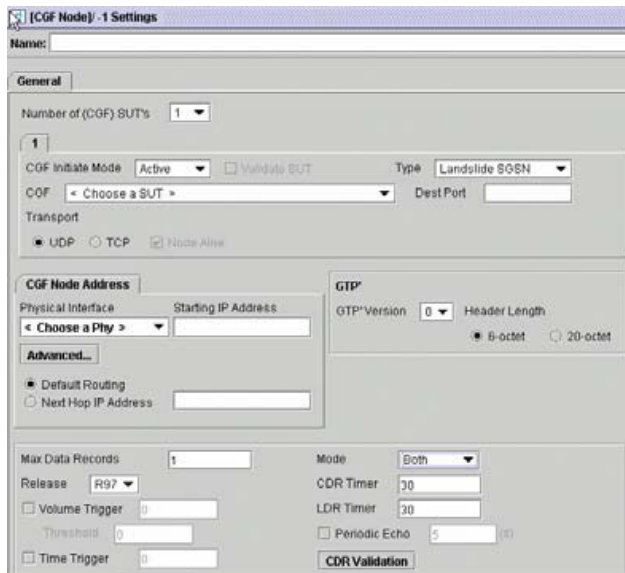 [CGF Node]/ -1 Settings
Name:
General
Number of (CGF) SUT's 1
1
CGF Initiate Mode Active Validate SUT Type Landslide SGSN
CGF < Choose a SUT > Dest Port
Transport
UDP TCP Node Alive
CGF Node Address
Physical Interface Starting IP Address
< Choose a Phy >
Advanced...
Default Routing
Next Hop IP Address
GTP'
GTP' Version 0 Header Length
6-octet 20-octet
Max Data Records 1 Mode Both
Release R97 CDR Timer 30
Volume Trigger 0 LDR Timer 30
Threshold 0 Periodic Echo 5 (s)
Time Trigger 0 CDR Validation